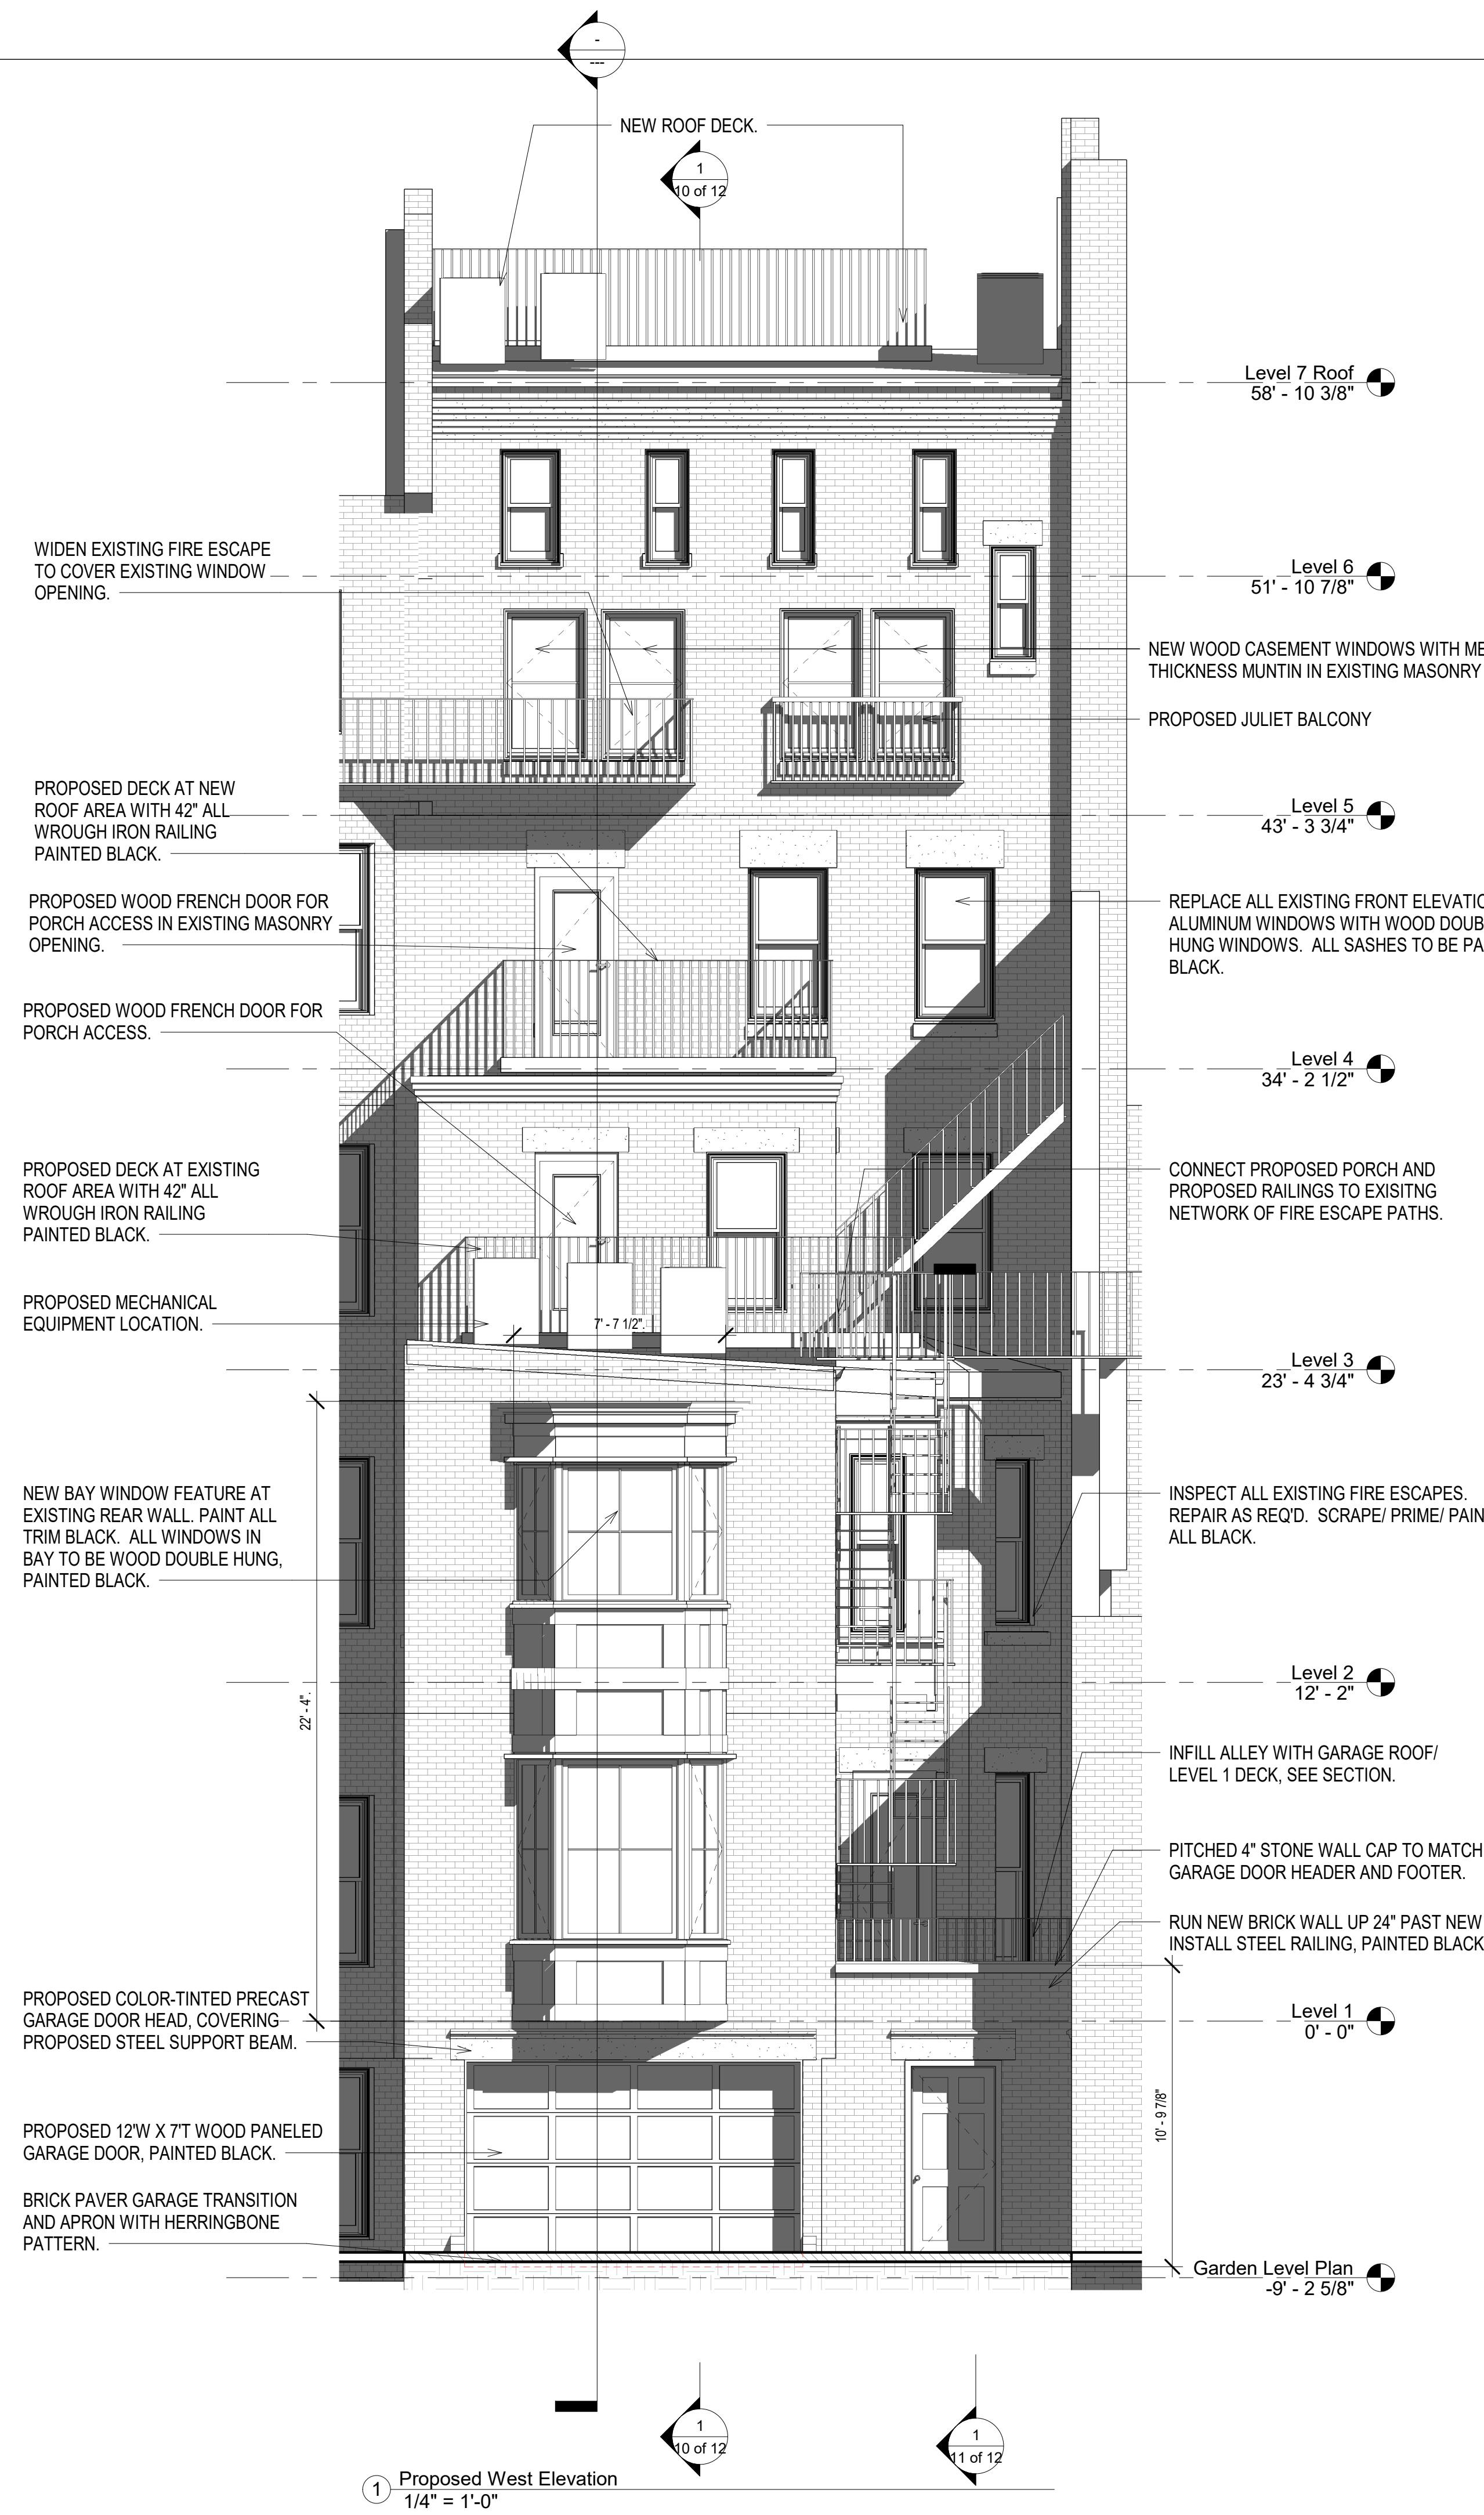 -
---
NEW ROOF DECK.
1
10 of 12
Level 7 Roof
58' - 10 3/8"
WIDEN EXISTING FIRE ESCAPE
TO COVER EXISTING WINDOW
OPENING.
Level 6
51' - 10 7/8"
NEW WOOD CASEMENT WINDOWS WITH
THICKNESS MUNTIN IN EXISTING MASONRY
PROPOSED JULIET BALCONY
PROPOSED DECK AT NEW
ROOF AREA WITH 42" ALL
WROUGH IRON RAILING
PAINTED BLACK.
Level 5
43' - 3 3/4"
PROPOSED WOOD FRENCH DOOR FOR
PORCH ACCESS IN EXISTING MASONRY
OPENING.
REPLACE ALL EXISTING FRONT
ALUMINUM WINDOWS WITH WOOD
HUNG WINDOWS. ALL SASHES TO BE
BLACK.
PROPOSED WOOD FRENCH DOOR FOR
PORCH ACCESS.
Level 4
34' - 2 1/2"
PROPOSED DECK AT EXISTING
ROOF AREA WITH 42" ALL
WROUGH IRON RAILING
PAINTED BLACK.
CONNECT PROPOSED PORCH AND
PROPOSED RAILINGS TO EXISITNG
NETWORK OF FIRE ESCAPE PATHS.
PROPOSED MECHANICAL
EQUIPMENT LOCATION.
7' - 7 1/2".
Level 3
23' - 4 3/4"
NEW BAY WINDOW FEATURE AT
EXISTING REAR WALL. PAINT ALL
TRIM BLACK. ALL WINDOWS IN
BAY TO BE WOOD DOUBLE HUNG,
PAINTED BLACK.
INSPECT ALL EXISTING FIRE ESCAPES.
REPAIR AS REQ'D. SCRAPE/ PRIME/
ALL BLACK.
22' - 4".
Level 2
12' - 2"
INFILL ALLEY WITH GARAGE ROOF/
LEVEL 1 DECK, SEE SECTION.
PITCHED 4" STONE WALL CAP TO MATCH
GARAGE DOOR HEADER AND FOOTER.
RUN NEW BRICK WALL UP 24" PAST NEW
INSTALL STEEL RAILING, PAINTED BLACK
PROPOSED COLOR-TINTED PRECAST
GARAGE DOOR HEAD, COVERING
PROPOSED STEEL SUPPORT BEAM.
Level 1
0' - 0"
10' - 9 7/8"
PROPOSED 12'W X 7'T WOOD PANELED
GARAGE DOOR, PAINTED BLACK.
BRICK PAVER GARAGE TRANSITION
AND APRON WITH HERRINGBONE
PATTERN.
Garden Level Plan
-9' - 2 5/8"
1
10 of 12
1
11 of 12
1
Proposed West Elevation
1/4" = 1'-0"